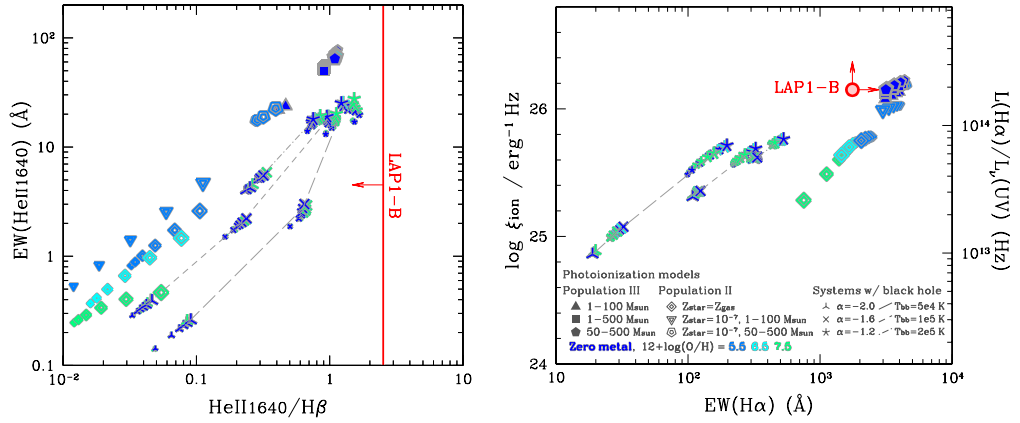 10²
10
1
0.1
EW(HeII1640) (Å)
10⁻²
0.1
1
10
HeII1640/Hβ
LAP1−B
26
25
24
log ξion / erg⁻¹ Hz
10
10²
10³
10⁴
EW(Hα) (Å)
10¹⁴
10¹³
L(Hα)/Lν(UV) (Hz)
LAP1−B
Photoionization models
Population III
1−100 Msun
1−500 Msun
50−500 Msun
Population II
Zstar=Zgas
Zstar=10⁻⁷, 1−100 Msun
Zstar=10⁻⁷, 50−500 Msun
Systems w/ black hole
α=−2.0 Tbb=5e4 K
α=−1.6 Tbb=1e5 K
α=−1.2 Tbb=2e5 K
Zero metal, 12+log(O/H) = 5.5 6.5 7.5